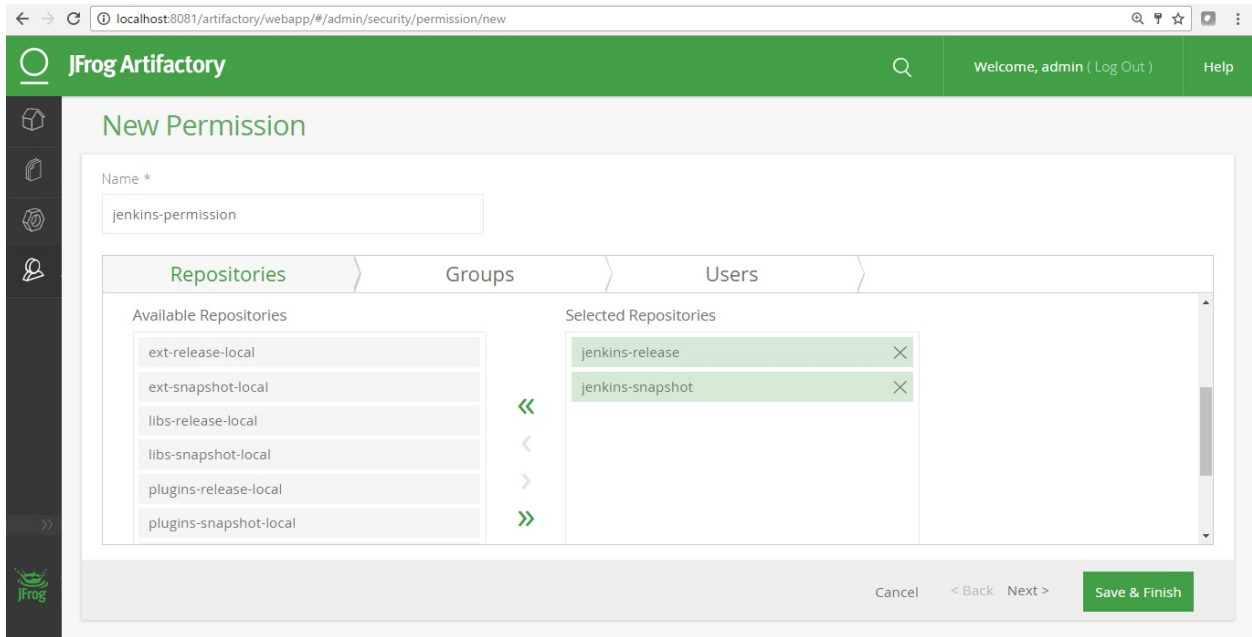 localhost:8081/artifactory/webapp/#/admin/security/permission/new
JFrog Artifactory
Welcome, admin ( Log Out )
Help
New Permission
Name *
jenkins-permission
Repositories
Groups
Users
Available Repositories
Selected Repositories
ext-release-local
jenkins-release
ext-snapshot-local
jenkins-snapshot
libs-release-local
libs-snapshot-local
plugins-release-local
plugins-snapshot-local
JFrog
Cancel
< Back
Next >
Save & Finish